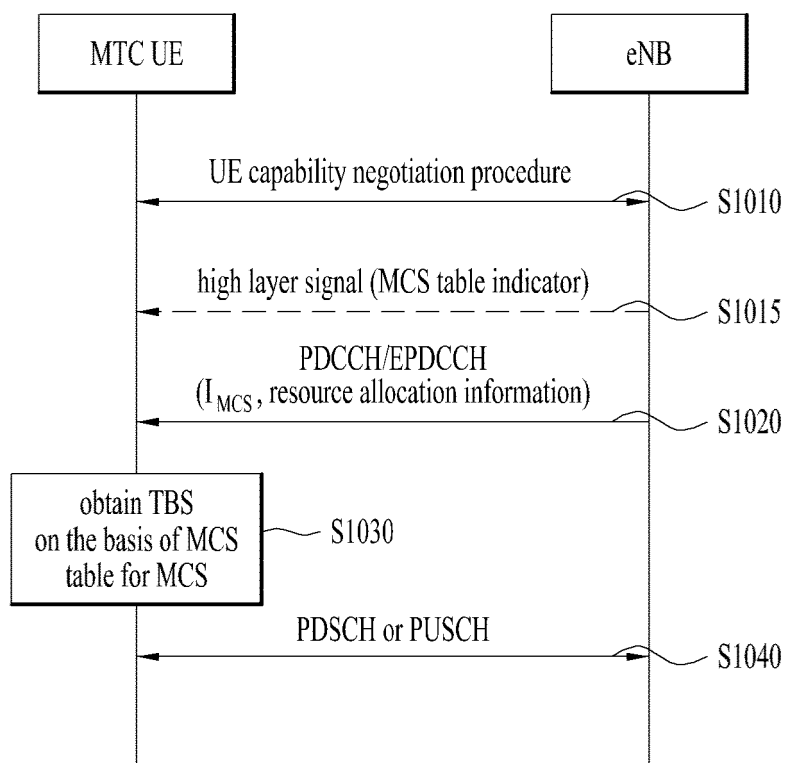 MTC UE
eNB
UE capability negotiation procedure
S1010
high layer signal (MCS table indicator)
S1015
PDCCH/EPDCCH
(I_MCS, resource allocation information)
S1020
obtain TBS
on the basis of MCS
table for MCS
S1030
PDSCH or PUSCH
S1040